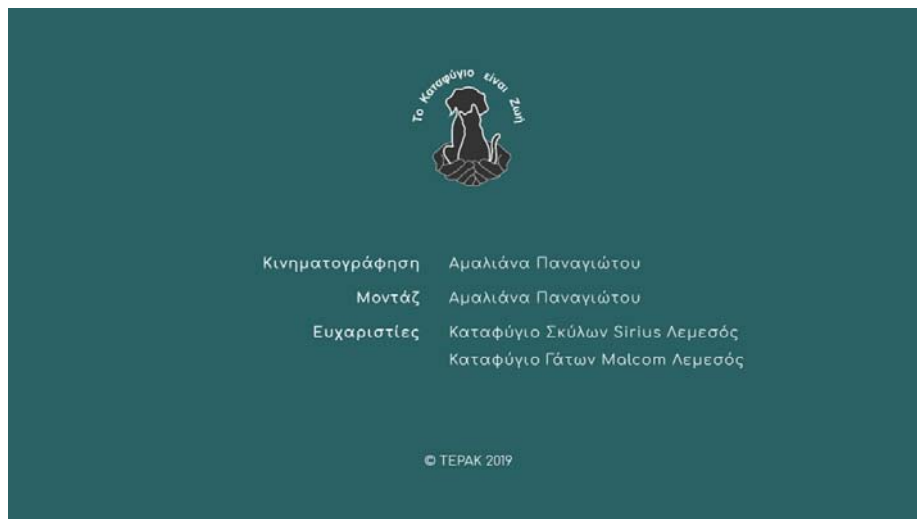 Το Καταφύγιο είναι Ζωή
Κινηματογράφηση Αμαλιάνα Παναγιώτου
Μοντάζ Αμαλιάνα Παναγιώτου
Ευχαριστίες Καταφύγιο Σκύλων Sirius Λεμεσός
Καταφύγιο Γάτων Malcom Λεμεσός
© ΤΕΡΑΚ 2019